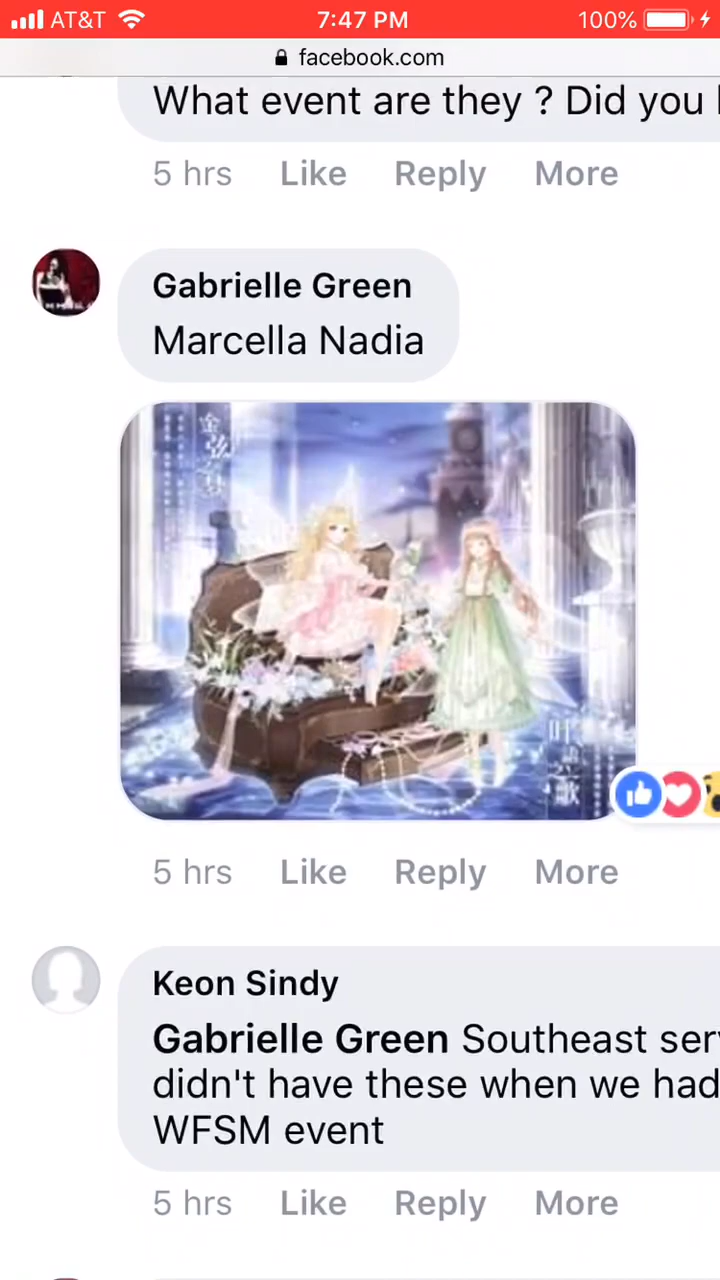 AT&T
7:47 PM
100%
facebook.com
What event are they ? Did you
5 hrs Like Reply More
Gabrielle Green
Marcella Nadia
5 hrs Like Reply More
Keon Sindy
Gabrielle Green Southeast
didn't have these when we had
WFSM event
5 hrs Like Reply More